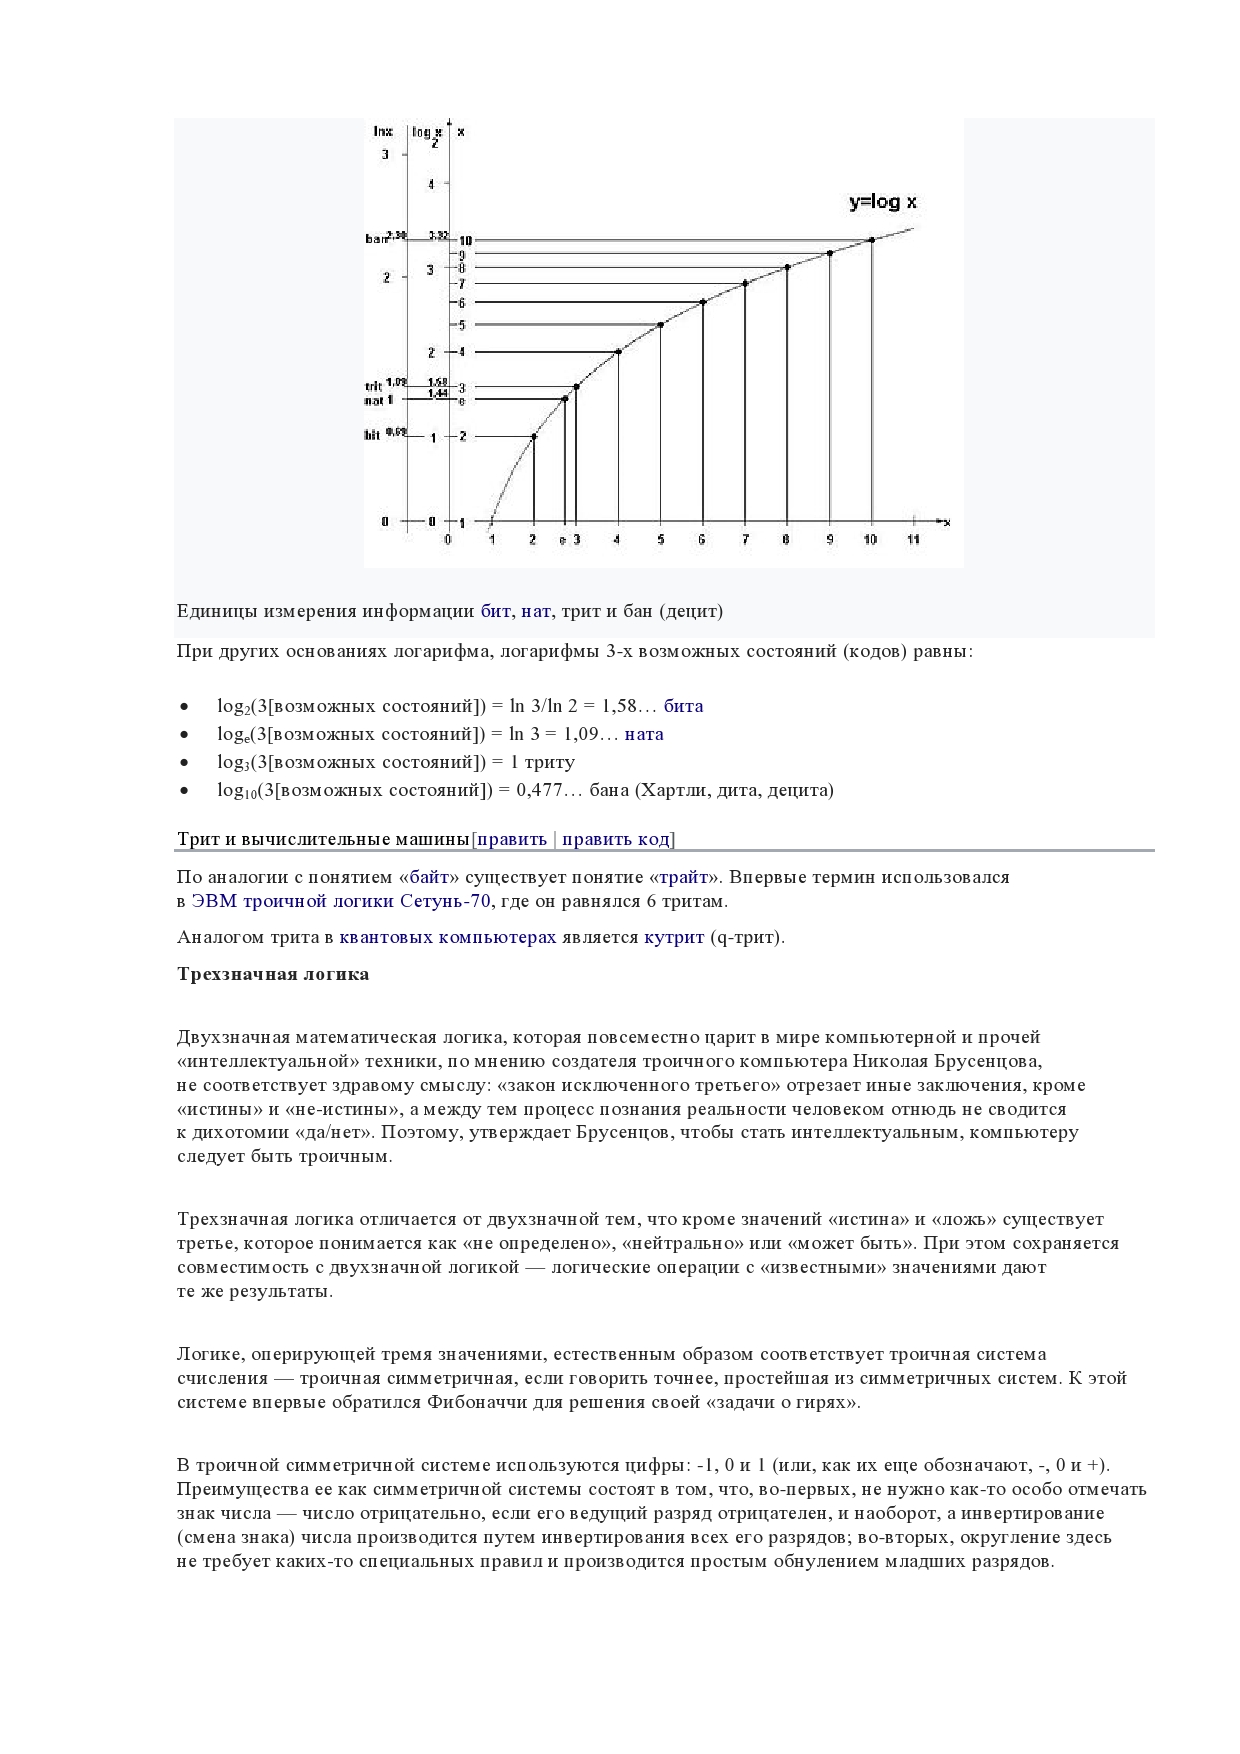 lnx log x x
2
3
4
y=log x
ban 2,30 3,32 10
9
3 8
2 7
6
5
2 4
trit 1,09 1,58 3
nat 1 1,44 e
bit 0,69 1 2
0 0 1 x
0 1 2 e 3 4 5 6 7 8 9 10 11
Единицы измерения информации бит, нат, трит и бан (децит)
При других основаниях логарифма, логарифмы 3-х возможных состояний (кодов) равны:
• log2(3[возможных состояний]) = ln 3/ln 2 = 1,58… бита
• loge(3[возможных состояний]) = ln 3 = 1,09… ната
• log3(3[возможных состояний]) = 1 триту
• log10(3[возможных состояний]) = 0,477… бана (Хартли, дита, децита)
Трит и вычислительные машины[править | править код]
По аналогии с понятием «байт» существует понятие «трайт». Впервые термин использовался
в ЭВМ троичной логики Сетунь-70, где он равнялся 6 тритам.
Аналогом трита в квантовых компьютерах является кутрит (q-трит).
Трехзначная логика
Двухзначная математическая логика, которая повсеместно царит в мире компьютерной и прочей
«интеллектуальной» техники, по мнению создателя троичного компьютера Николая Брусенцова,
не соответствует здравому смыслу: «закон исключенного третьего» отрезает иные заключения, кроме
«истины» и «не-истины», а между тем процесс познания реальности человеком отнюдь не сводится
к дихотомии «да/нет». Поэтому, утверждает Брусенцов, чтобы стать интеллектуальным, компьютеру
следует быть троичным.
Трехзначная логика отличается от двухзначной тем, что кроме значений «истина» и «ложь» существует
третье, которое понимается как «не определено», «нейтрально» или «может быть». При этом сохраняется
совместимость с двухзначной логикой — логические операции с «известными» значениями дают
те же результаты.
Логике, оперирующей тремя значениями, естественным образом соответствует троичная система
счисления — троичная симметричная, если говорить точнее, простейшая из симметричных систем. К этой
системе впервые обратился Фибоначчи для решения своей «задачи о гирях».
В троичной симметричной системе используются цифры: -1, 0 и 1 (или, как их еще обозначают, -, 0 и +).
Преимущества ее как симметричной системы состоят в том, что, во-первых, не нужно как-то особо отмечать
знак числа — число отрицательно, если его ведущий разряд отрицателен, и наоборот, а инвертирование
(смена знака) числа производится путем инвертирования всех его разрядов; во-вторых, округление здесь
не требует каких-то специальных правил и производится простым обнулением младших разрядов.